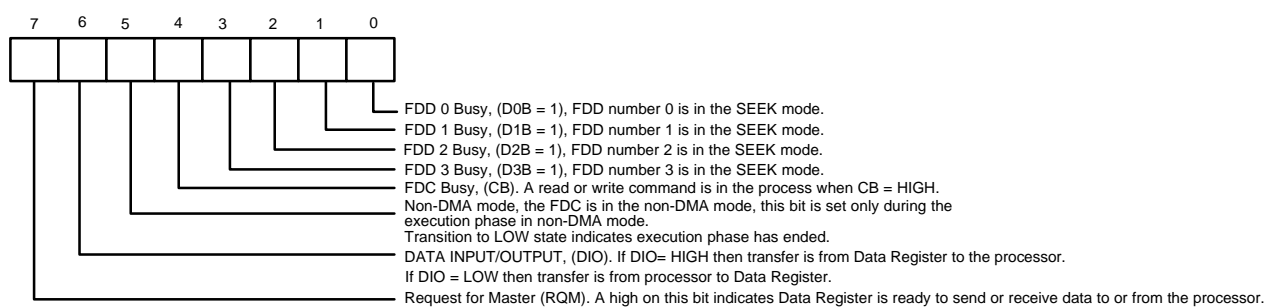 7 6 5 4 3 2 1 0
FDD 0 Busy, (D0B = 1), FDD number 0 is in the SEEK mode.
FDD 1 Busy, (D1B = 1), FDD number 1 is in the SEEK mode.
FDD 2 Busy, (D2B = 1), FDD number 2 is in the SEEK mode.
FDD 3 Busy, (D3B = 1), FDD number 3 is in the SEEK mode.
FDC Busy, (CB). A read or write command is in the process when CB = HIGH.
Non-DMA mode, the FDC is in the non-DMA mode, this bit is set only during the
execution phase in non-DMA mode.
Transition to LOW state indicates execution phase has ended.
DATA INPUT/OUTPUT, (DIO). If DIO= HIGH then transfer is from Data Register to the processor.
If DIO = LOW then transfer is from processor to Data Register.
Request for Master (RQM). A high on this bit indicates Data Register is ready to send or receive data to or from the processor.